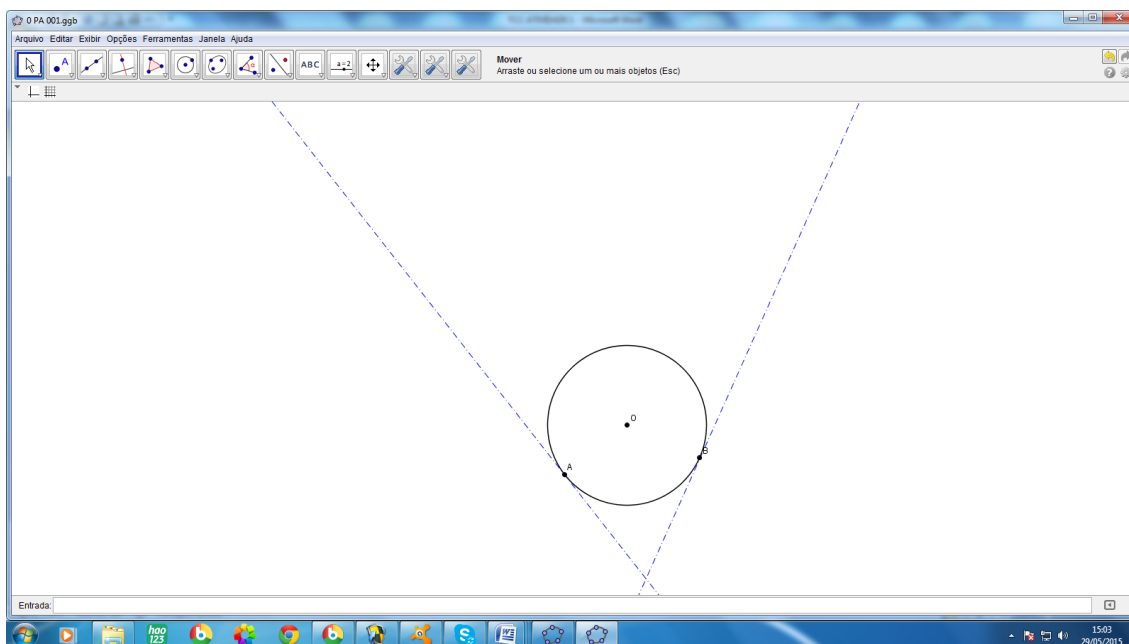 0 PA 001.ggb
Arquivo Editar Exibir Opções Ferramentas Janela Ajuda
A
ABC
a=2
Mover
Arraste ou selecione um ou mais objetos (Esc)
O
A
B
Entrada:
hao
123
15:03
29/05/2015